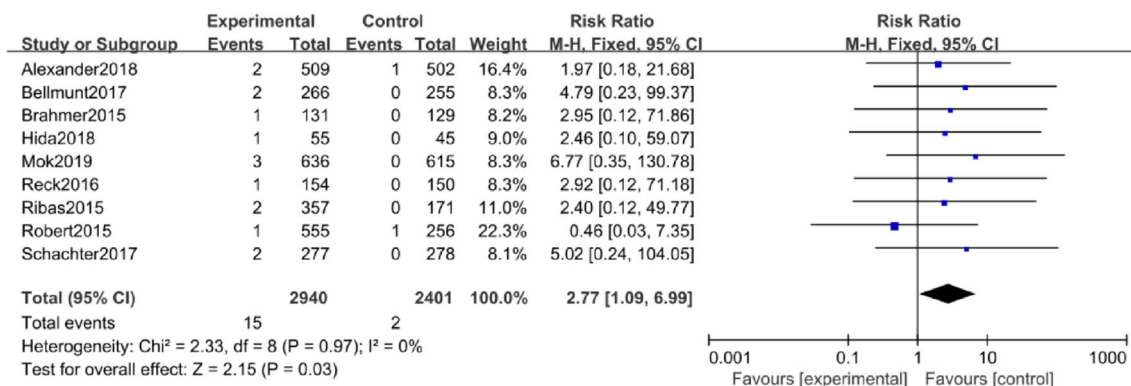 Experimental Control Risk Ratio Risk Ratio
Study or Subgroup Events Total Events Total Weight M-H, Fixed, 95% CI M-H, Fixed, 95% CI
Alexander2018 2 509 1 502 16.4% 1.97 [0.18, 21.68]
Bellmunt2017 2 266 0 255 8.3% 4.79 [0.23, 99.37]
Brahmer2015 1 131 0 129 8.2% 2.95 [0.12, 71.86]
Hida2018 1 55 0 45 9.0% 2.46 [0.10, 59.07]
Mok2019 3 636 0 615 8.3% 6.77 [0.35, 130.78]
Reck2016 1 154 0 150 8.3% 2.92 [0.12, 71.18]
Ribas2015 2 357 0 171 11.0% 2.40 [0.12, 49.77]
Robert2015 1 555 1 256 22.3% 0.46 [0.03, 7.35]
Schachter2017 2 277 0 278 8.1% 5.02 [0.24, 104.05]
Total (95% CI) 2940 2401 100.0% 2.77 [1.09, 6.99]
Total events 15 2
Heterogeneity: Chi² = 2.33, df = 8 (P = 0.97); I² = 0%
Test for overall effect: Z = 2.15 (P = 0.03)
0.001 0.1 1 10 1000
Favours [experimental] Favours [control]